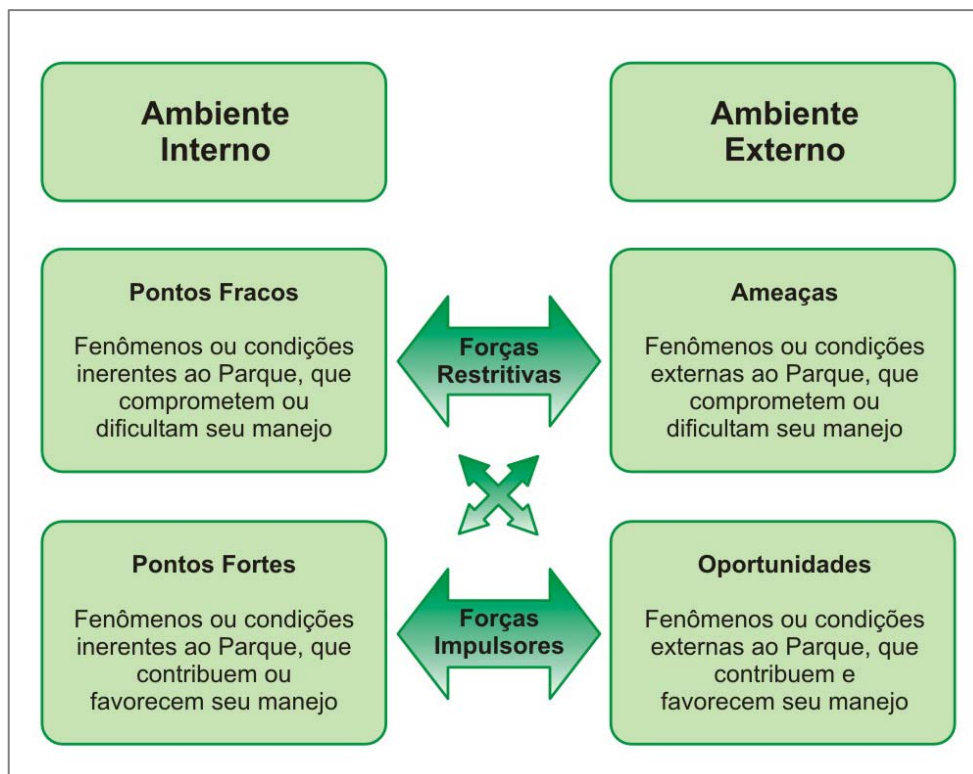 Ambiente
Interno
Ambiente
Externo
Pontos Fracos
Fenômenos ou condições
inerentes ao Parque, que
comprometem ou
dificultam seu manejo
Forças
Restritivas
Ameaças
Fenômenos ou condições
externas ao Parque, que
comprometem ou
dificultam seu manejo
Pontos Fortes
Fenômenos ou condições
inerentes ao Parque, que
contribuem ou
favorecem seu manejo
Forças
Impulsores
Oportunidades
Fenômenos ou condições
externas ao Parque, que
contribuem e
favorecem seu manejo